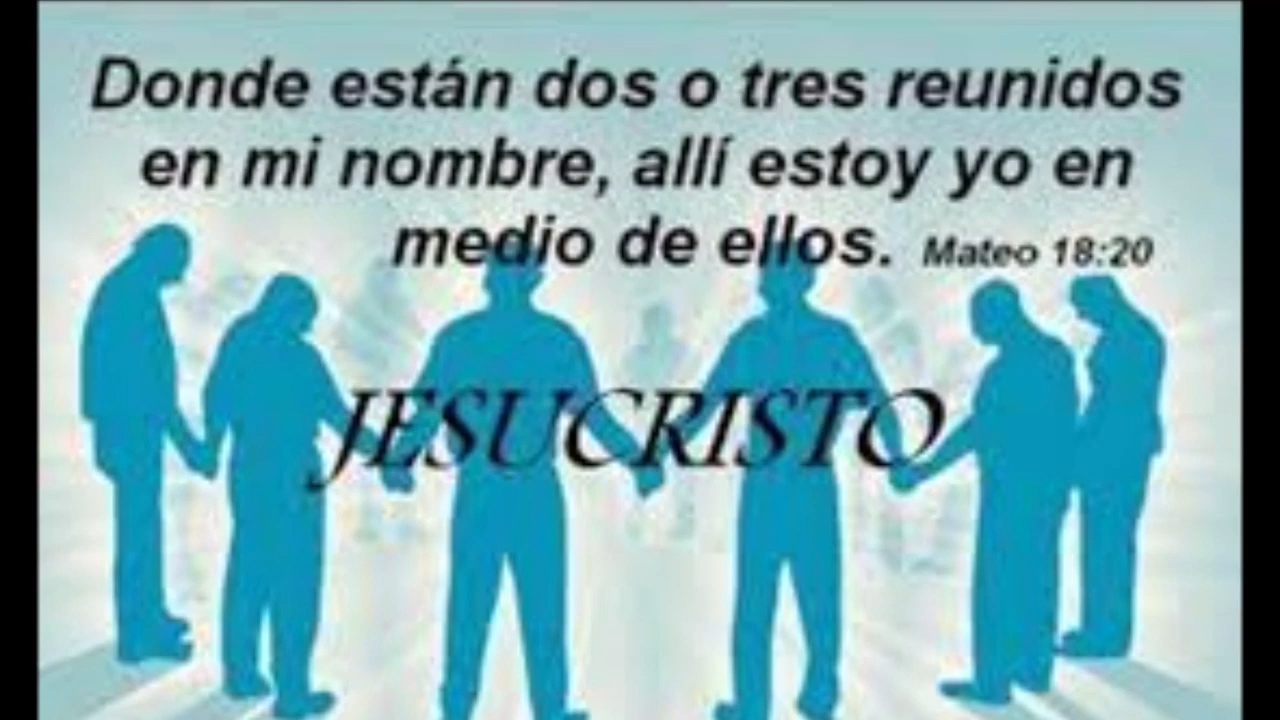 Donde están dos o tres reunidos
en mi nombre, allí estoy yo en
medio de ellos. Mateo 18:20
JESUCRISTO